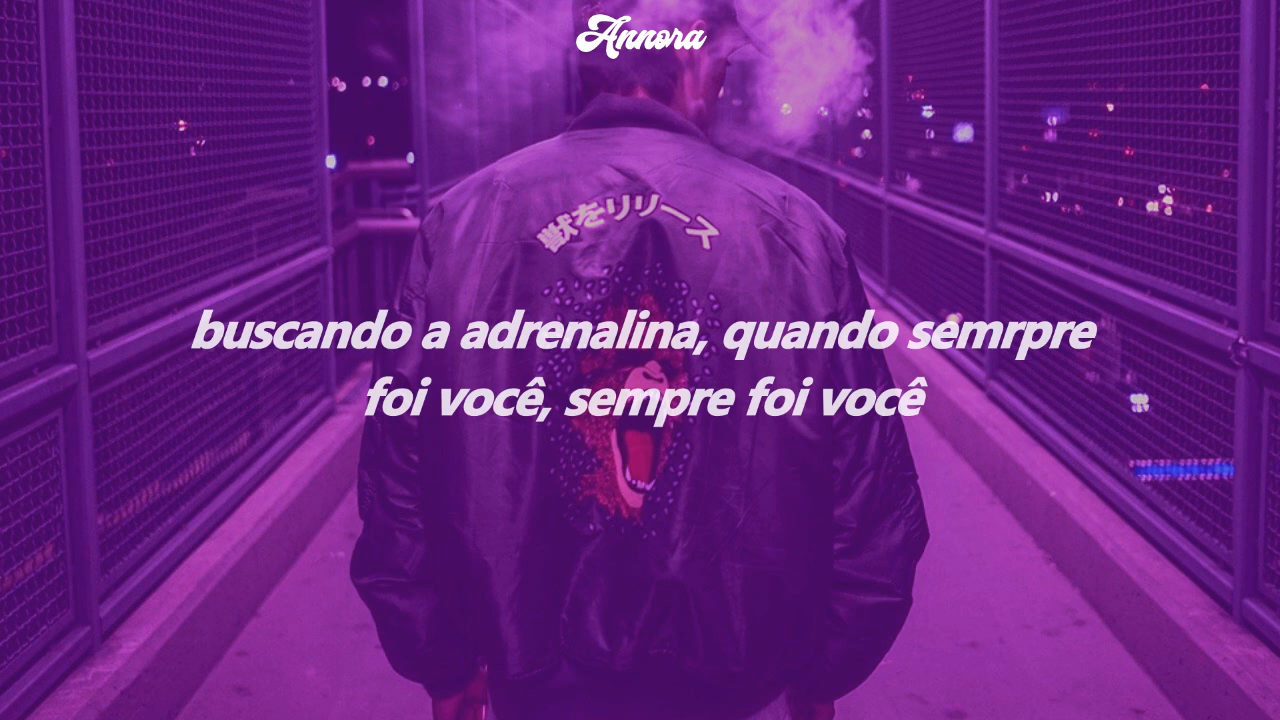 Annora
獣をリリース
buscando a adrenalina, quando semrpre
foi você, sempre foi você